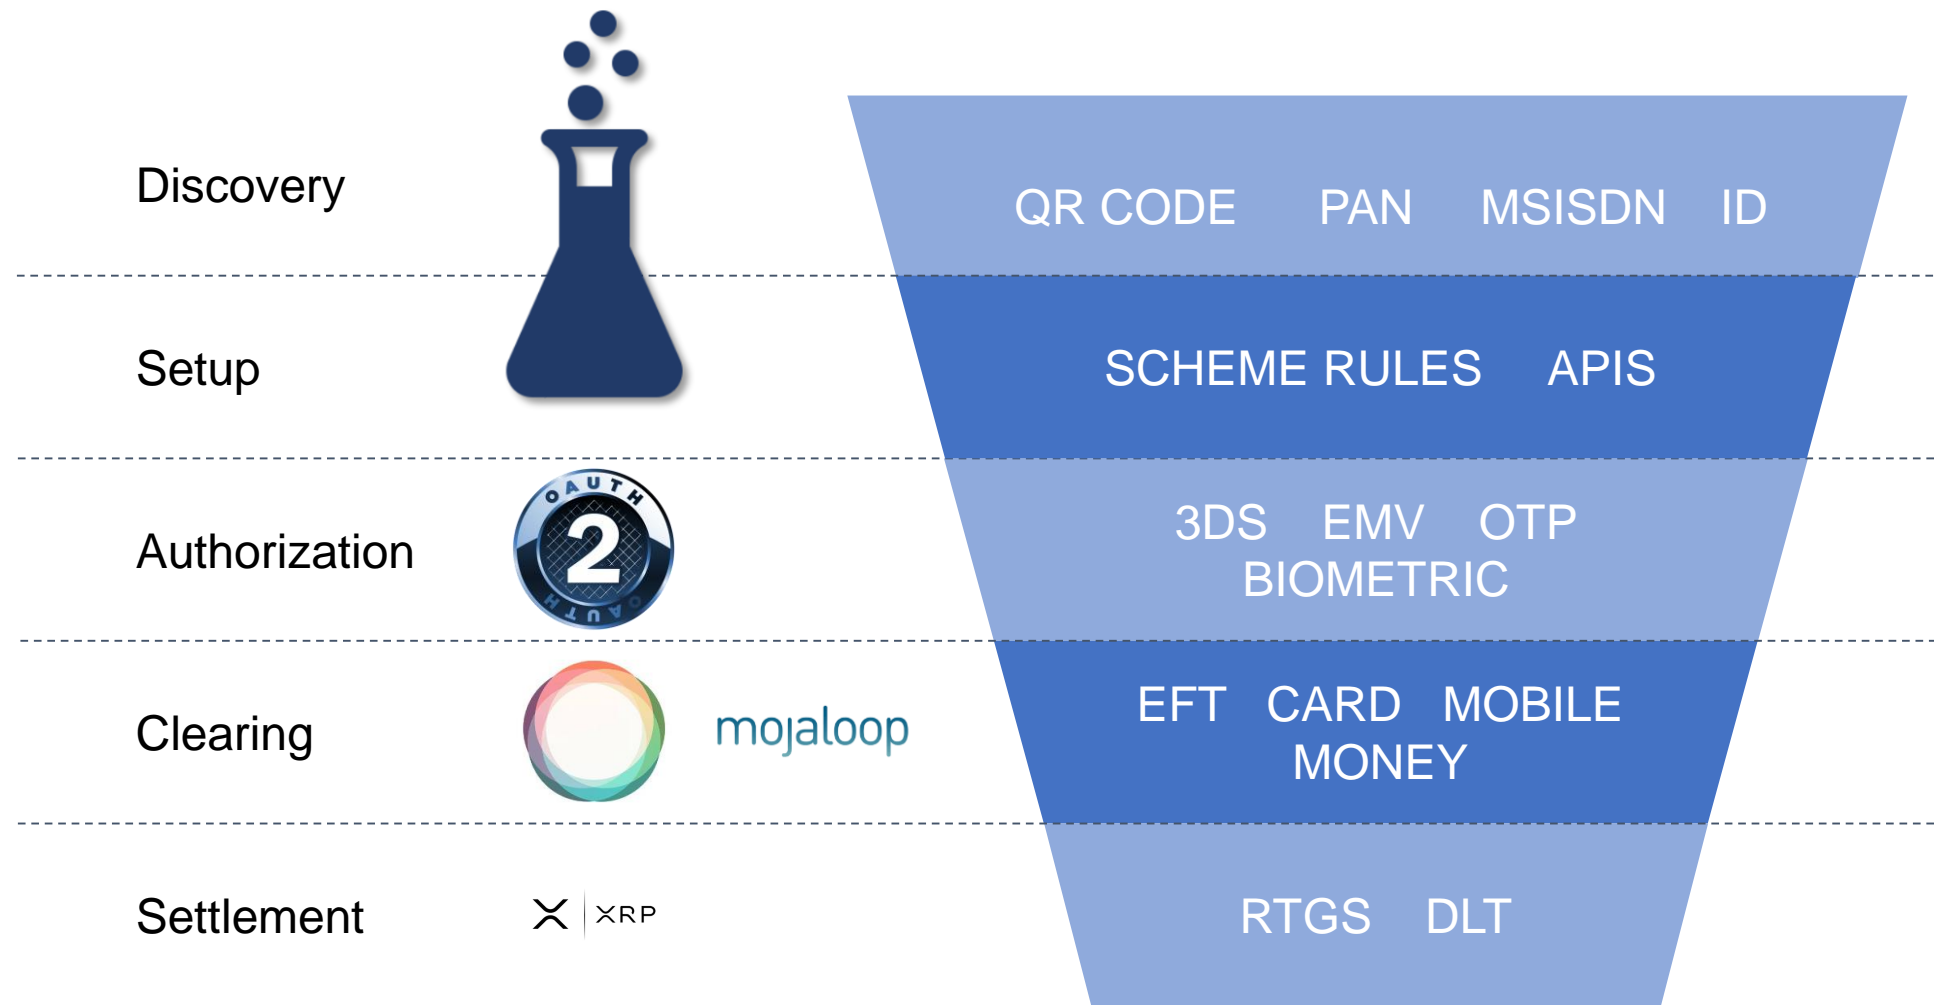 Discovery
QR CODE PAN MSISDN ID
Setup
SCHEME RULES APIS
Authorization
OAUTH
2
OAUTH
3DS EMV OTP
BIOMETRIC
Clearing
mojaloop
EFT CARD MOBILE
MONEY
Settlement
XRP
RTGS DLT